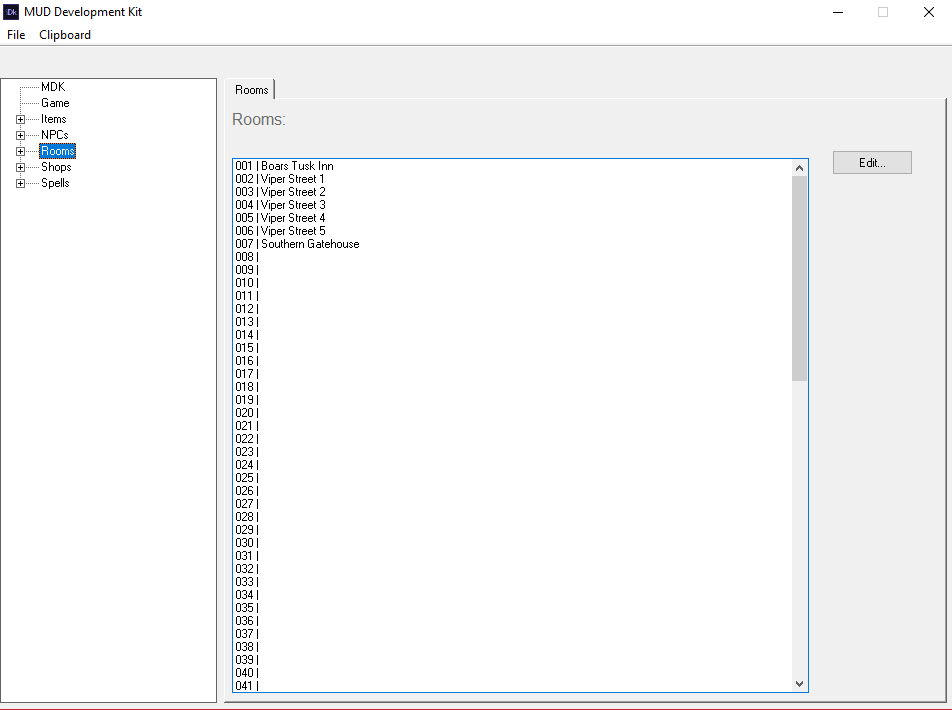 MUD Development Kit
File Clipboard
MDK
Game
Items
NPCs
Rooms
Shops
Spells
Rooms
Rooms:
001 | Boars Tusk Inn
002 | Viper Street 1
003 | Viper Street 2
004 | Viper Street 3
005 | Viper Street 4
006 | Viper Street 5
007 | Southern Gatehouse
008 |
009 |
010 |
011 |
012 |
013 |
014 |
015 |
016 |
017 |
018 |
019 |
020 |
021 |
022 |
023 |
024 |
025 |
026 |
027 |
028 |
029 |
030 |
031 |
032 |
033 |
034 |
035 |
036 |
037 |
038 |
039 |
040 |
041 |
Edit...